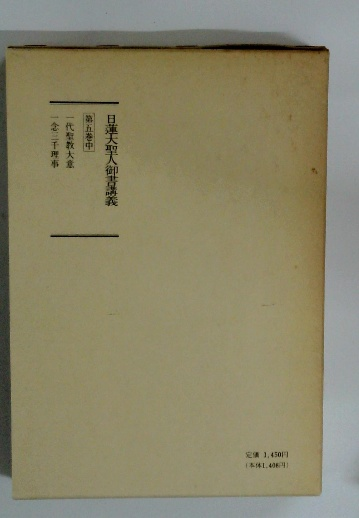 日蓮大聖人御書講義
第五巻中
一代聖教大意
一念三千理事
定価 1,450円
(本体1,408円)